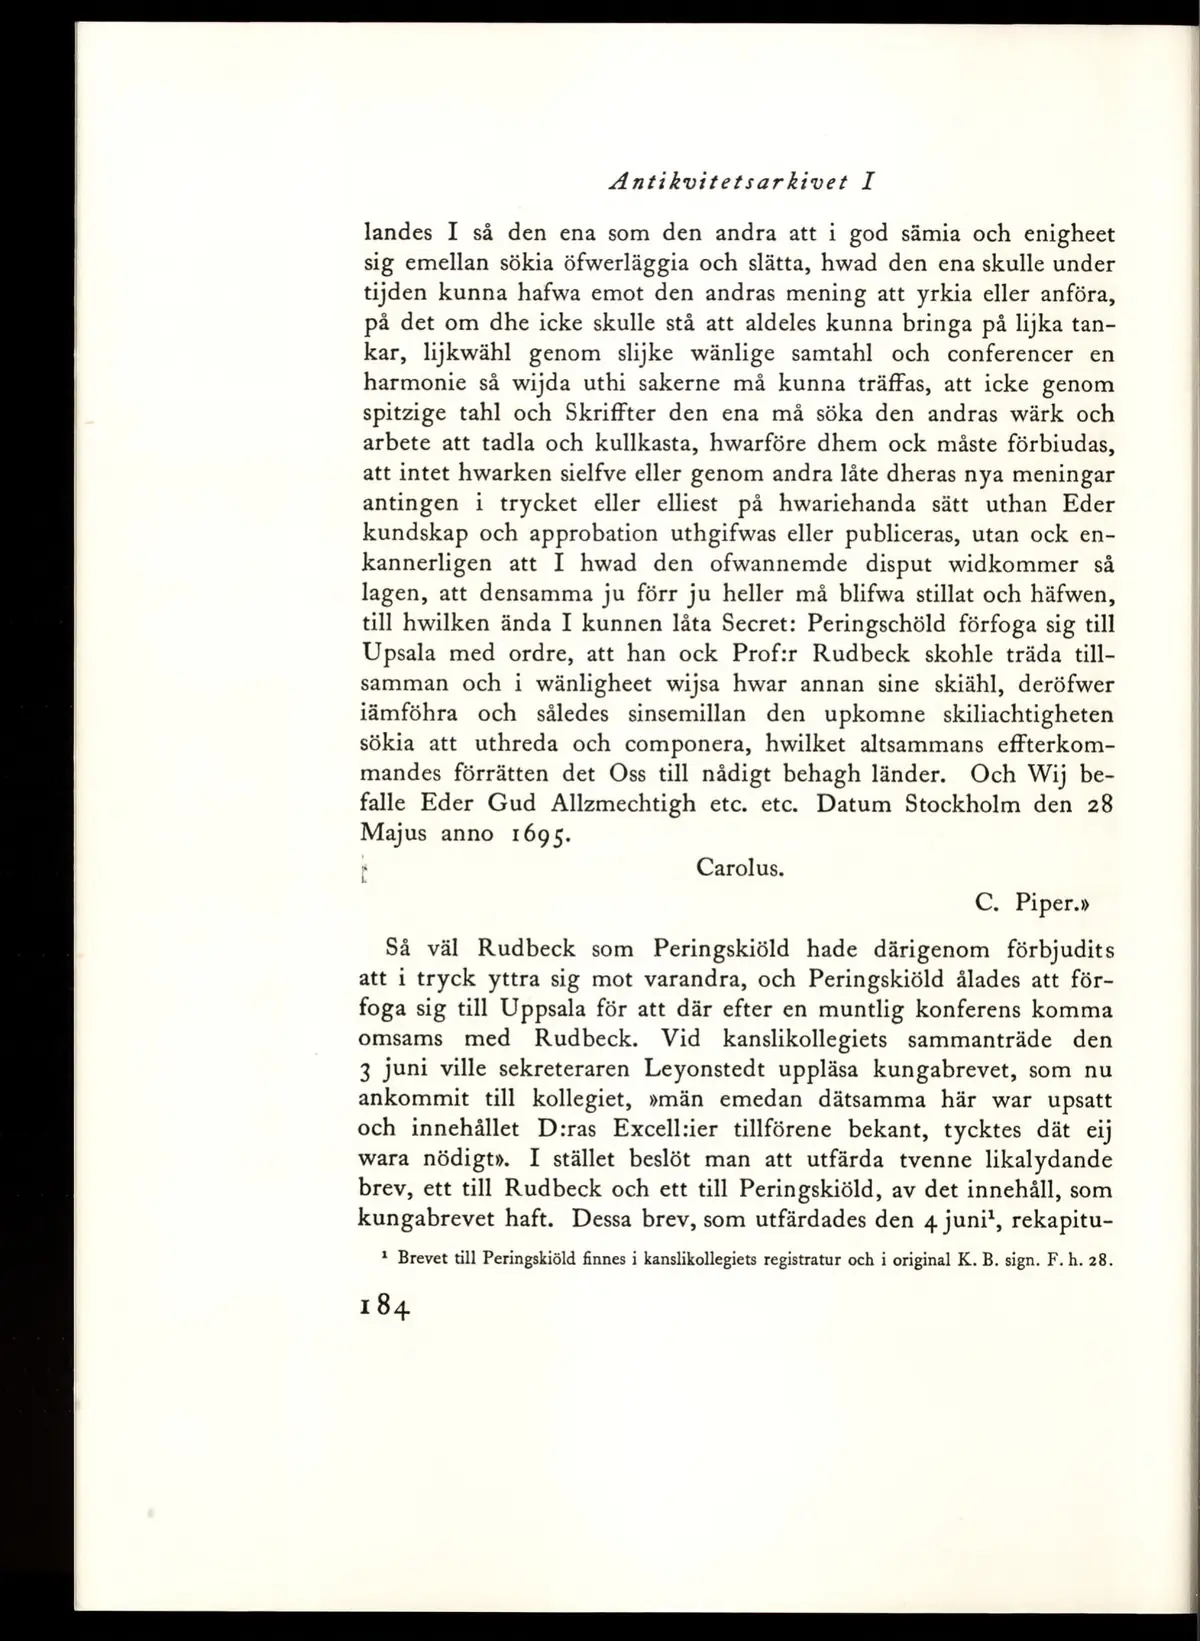 Antikvitetsarkivet I
landes I så den ena som den andra att i god sämia och enigheet
sig emellan sökia öfwerläggia och slätta, hwad den ena skulle under
tijden kunna hafwa emot den andras mening att yrkia eller anföra,
på det om dhe icke skulle stå att aldeles kunna bringa på lijka tan-
kar, lijkwähl genom slijke wänlige samtahl och conferencer en
harmonie så wijda uthi sakerne må kunna träffas, att icke genom
spitzige tahl och Skriffter den ena må söka den andras wärk och
arbete att tadla och kullkasta, hwarföre dhem ock måste förbiudas,
att intet hwarken sielfve eller genom andra låte dheras nya meningar
antingen i trycket eller elliest på hwariehanda sätt uthan Eder
kundskap och approbation uthgifwas eller publiceras, utan ock en-
kannerligen att I hwad den ofwannemde disput widkommer så
lagen, att densamma ju förr ju heller må blifwa stillat och häfwen,
till hwilken ända I kunnen låta Secret: Peringschöld förfoga sig till
Upsala med ordre, att han ock Prof:r Rudbeck skohle träda till-
samman och i wänligheet wijsa hwar annan sine skiähl, deröfwer
iämföhra och således sinsemillan den upkomne skiliachtigheten
sökia att uthreda och componera, hwilket altsammans effterkom-
mandes förrätten det Oss till nådigt behagh länder. Och Wij be-
falle Eder Gud Allzmechtigh etc. etc. Datum Stockholm den 28
Majus anno 1695.
Carolus.
C. Piper.»
Så väl Rudbeck som Peringskiöld hade därigenom förbjudits
att i tryck yttra sig mot varandra, och Peringskiöld ålades att för-
foga sig till Uppsala för att där efter en muntlig konferens komma
omsams med Rudbeck. Vid kanslikollegiets sammanträde den
3 juni ville sekreteraren Leyonstedt uppläsa kungabrevet, som nu
ankommit till kollegiet, »män emedan dätsamma här war upsatt
och innehållet D:ras Excell:ier tillförene bekant, tycktes dät eij
wara nödigt». I stället beslöt man att utfärda tvenne likalydande
brev, ett till Rudbeck och ett till Peringskiöld, av det innehåll, som
kungabrevet haft. Dessa brev, som utfärdades den 4 juni¹, rekapitu-
¹ Brevet till Peringskiöld finnes i kanslikollegiets registratur och i original K. B. sign. F. h. 28.
184